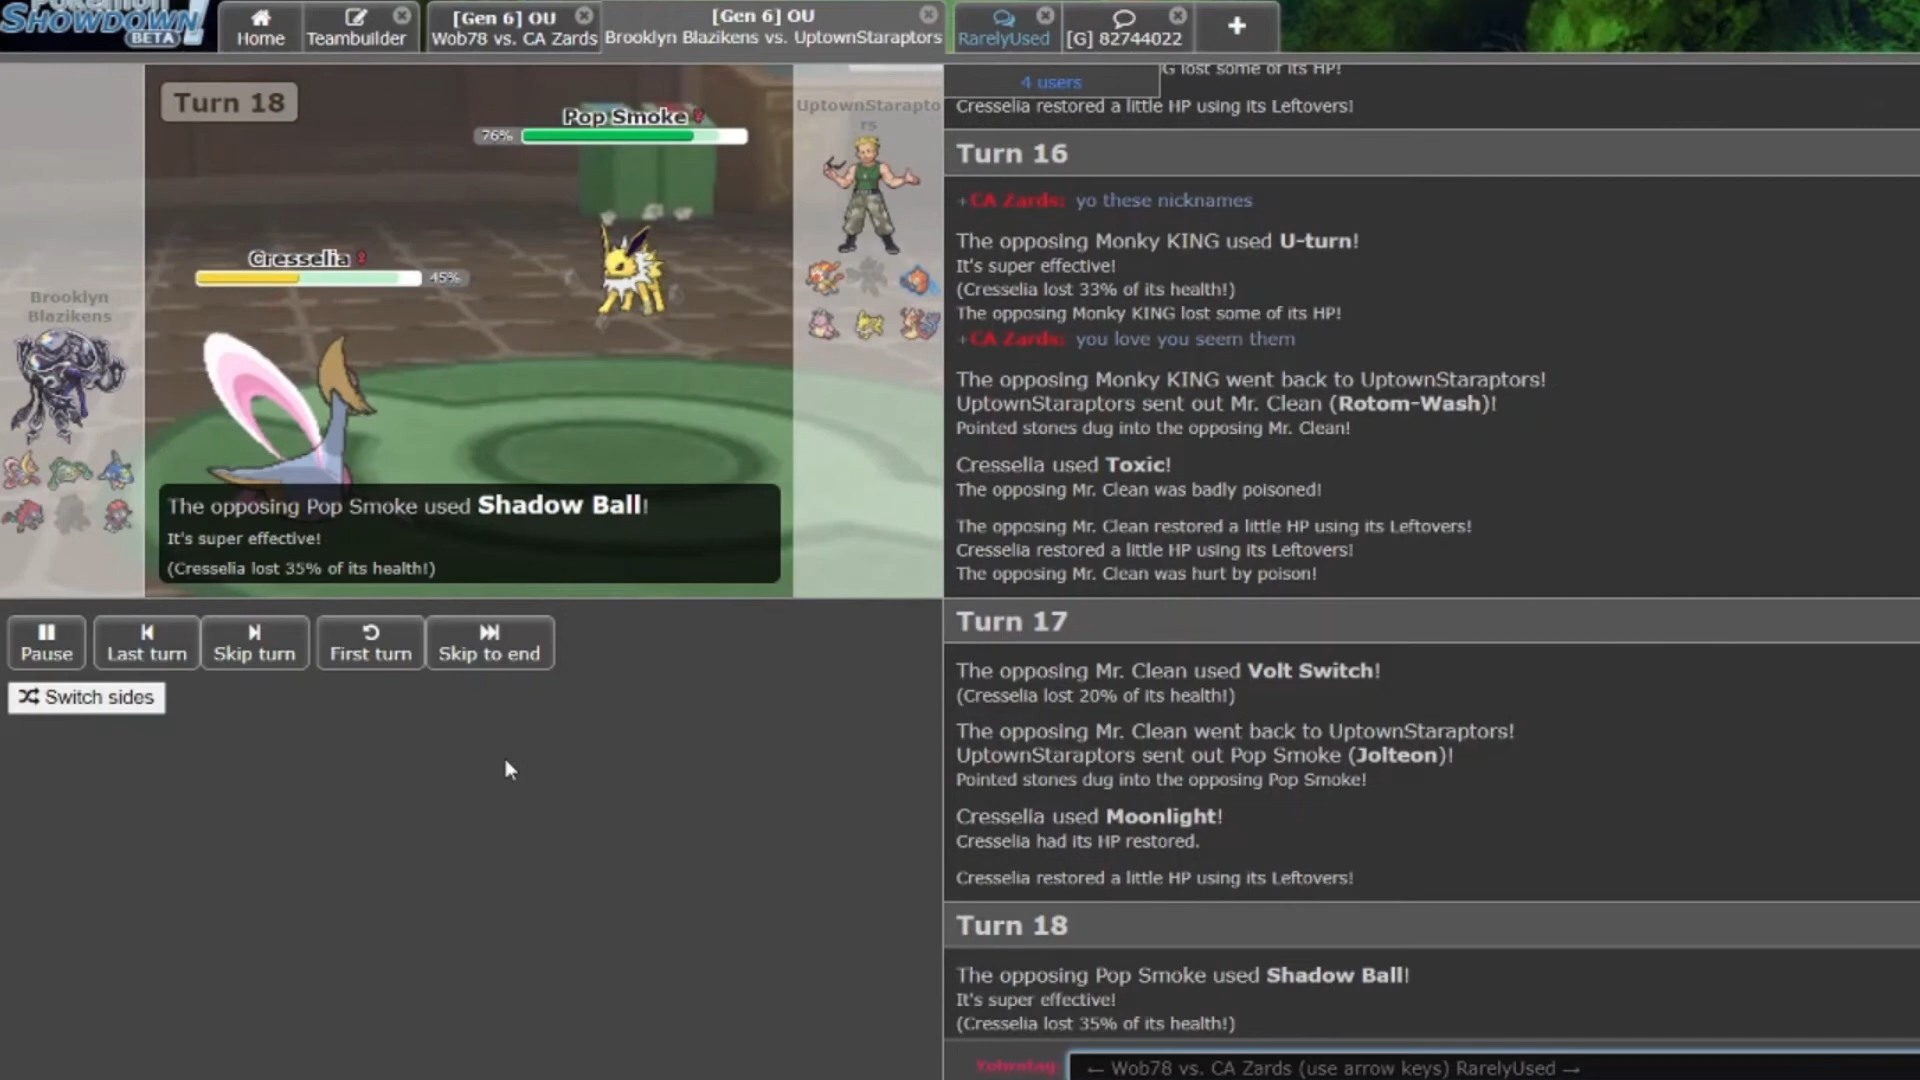 Pokémon
SHOWDOWN!
BETA
Home
Teambuilder
[Gen 6] OU
Wob78 vs. CA Zards
[Gen 6] OU
Brooklyn Blazikens vs. UptownStaraptors
RarelyUsed
[G] 82744022
+
Turn 18
Pop Smoke
76%
Cresselia
45%
Brooklyn
Blazikens
UptownStarapto
rs
The opposing Pop Smoke used Shadow Ball!
It's super effective!
(Cresselia lost 35% of its health!)
Pause
Last turn
Skip turn
First turn
Skip to end
Switch sides
4 users
G lost some of its HP!
Cresselia restored a little HP using its Leftovers!
Turn 16
+CA Zards: yo these nicknames
The opposing Monky KING used U-turn!
It's super effective!
(Cresselia lost 33% of its health!)
The opposing Monky KING lost some of its HP!
+CA Zards: you love you seem them
The opposing Monky KING went back to UptownStaraptors!
UptownStaraptors sent out Mr. Clean (Rotom-Wash)!
Pointed stones dug into the opposing Mr. Clean!
Cresselia used Toxic!
The opposing Mr. Clean was badly poisoned!
The opposing Mr. Clean restored a little HP using its Leftovers!
Cresselia restored a little HP using its Leftovers!
The opposing Mr. Clean was hurt by poison!
Turn 17
The opposing Mr. Clean used Volt Switch!
(Cresselia lost 20% of its health!)
The opposing Mr. Clean went back to UptownStaraptors!
UptownStaraptors sent out Pop Smoke (Jolteon)!
Pointed stones dug into the opposing Pop Smoke!
Cresselia used Moonlight!
Cresselia had its HP restored.
Cresselia restored a little HP using its Leftovers!
Turn 18
The opposing Pop Smoke used Shadow Ball!
It's super effective!
(Cresselia lost 35% of its health!)
← Wob78 vs. CA Zards (use arrow keys) RarelyUsed →